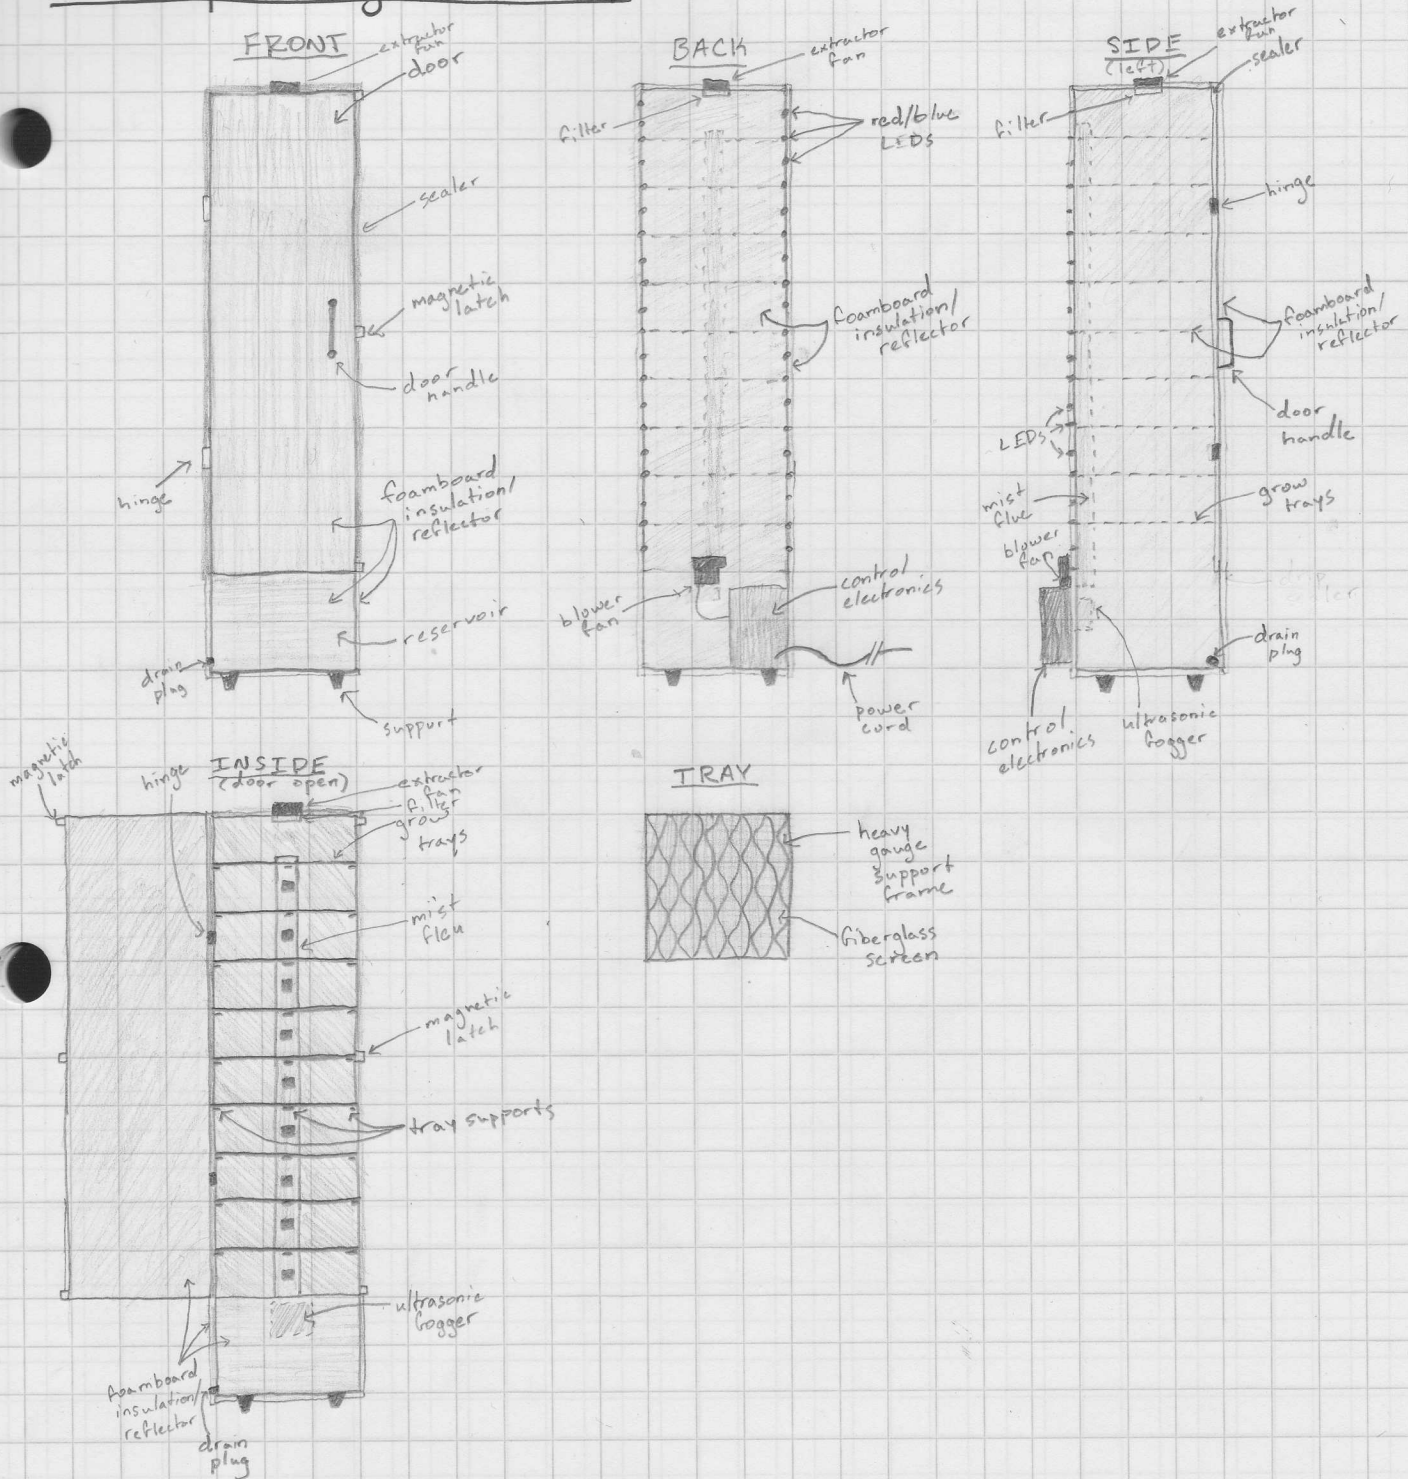 FRONT
extractor
fan
door
sealer
magnetic
latch
door
handle
hinge
foamboard
insulation/
reflector
reservoir
drain
plug
support
BACK
extractor
fan
filter
red/blue
LEDs
foamboard
insulation/
reflector
blower
fan
control
electronics
power
cord
SIDE
(left)
extractor
fan
sealer
filter
hinge
foamboard
insulation/
reflector
door
handle
LEDs
mist
flue
blower
fan
grow
trays
drain
plug
control
electronics
ultrasonic
fogger
INSIDE
(door open)
magnetic
latch
hinge
extractor
fan
filter
grow
trays
mist
fleu
magnetic
latch
tray supports
ultrasonic
fogger
foamboard
insulation/
reflector
drain
plug
TRAY
heavy
gauge
support
frame
fiberglass
screen